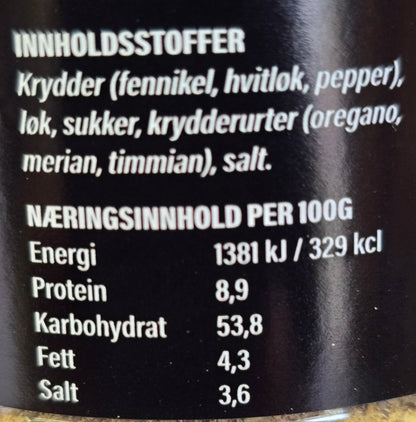 INNHOLDSSTOFFER
Krydder (fennikel, hvitløk, pepper),
løk, sukker, krydderurter (oregano,
merian, timmian), salt.
NÆRINGSINNHOLD PER 100G
Energi 1381 kJ / 329 kcl
Protein 8,9
Karbohydrat 53,8
Fett 4,3
Salt 3,6